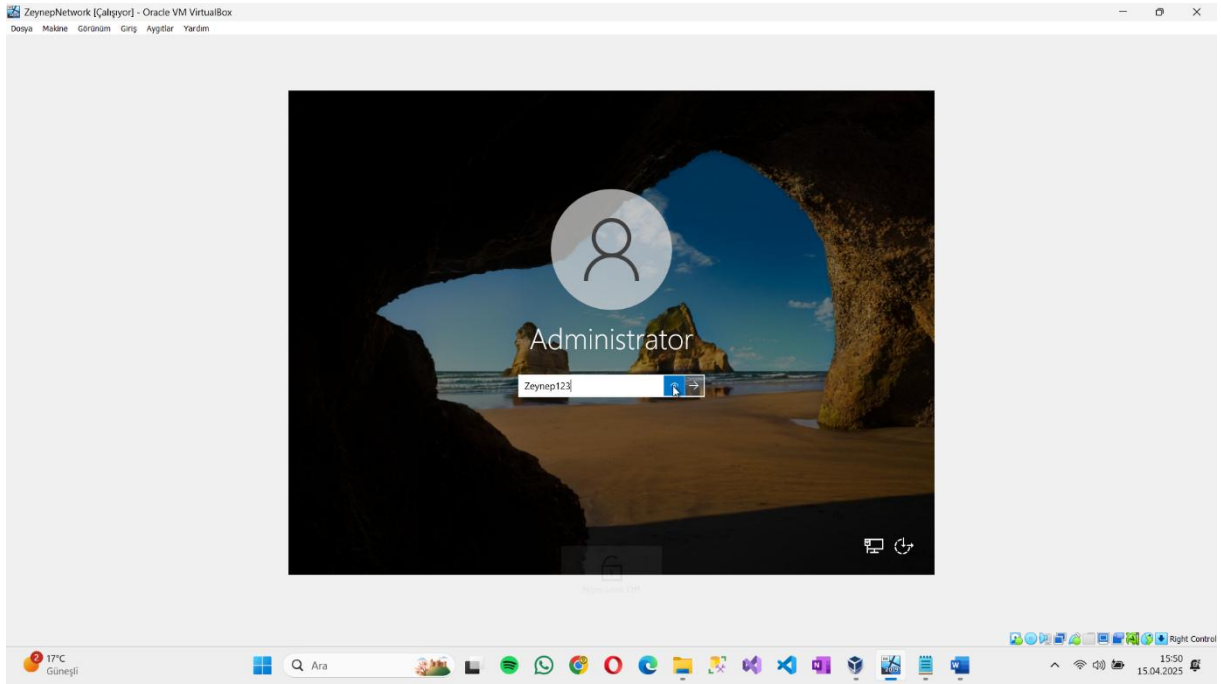 ZeynepNetwork [Çalışıyor] - Oracle VM VirtualBox
Dosya Makine Görünüm Giriş Aygıtlar Yardım
Administrator
Zeynep123
Right Control
2
17°C
Güneşli
Ara
15:50
15.04.2025